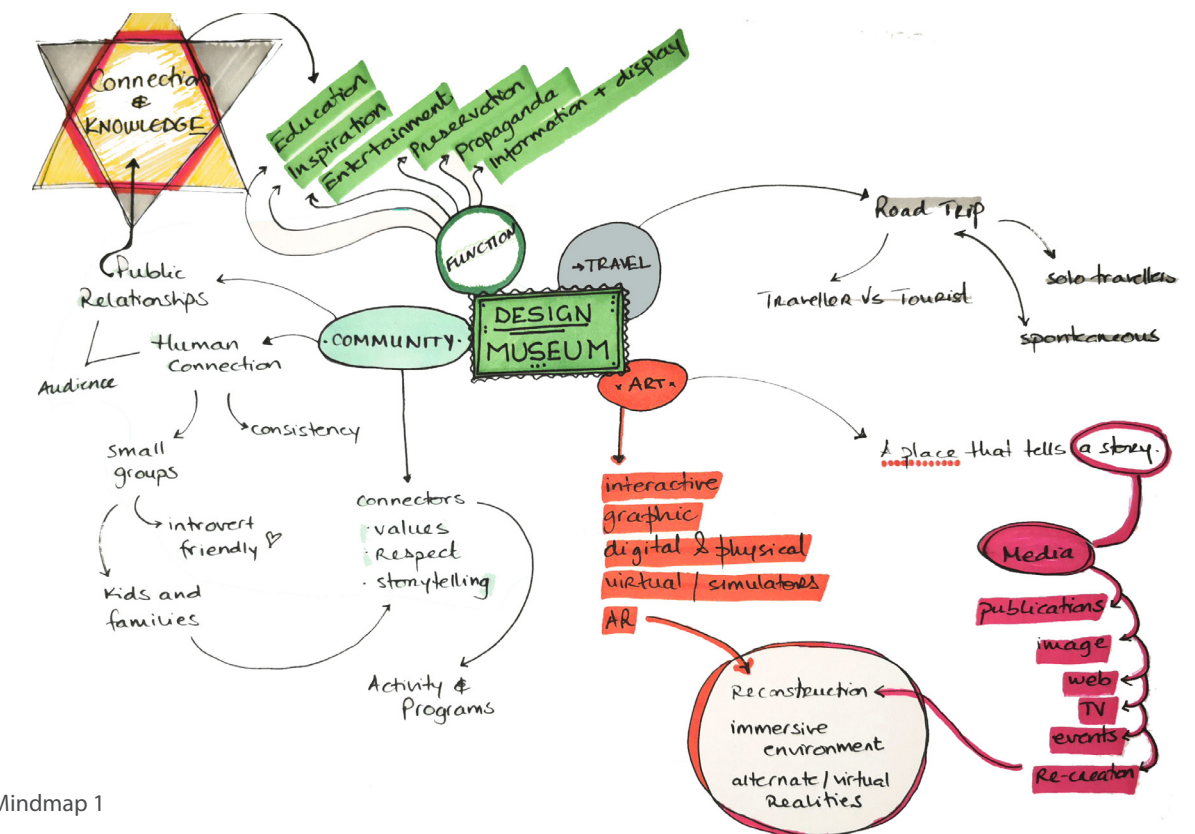 Connection
&
KNOWLEDGE
Education
Inspiration
Entertainment
Preservation
Propaganda
Information + display
FUNCTION
→TRAVEL
Road Trip
solo travellers
Traveller Vs Tourist
spontaneous
Public
Relationships
Human
Connection
Audience
·COMMUNITY·
DESIGN
MUSEUM
× ART ×
small
groups
consistency
introvert
friendly ♡
Kids and
families
connectors
· values
· Respect
· storytelling
Activity &
Programs
A place that tells a story.
interactive
graphic
digital & physical
virtual / simulators
AR
Media
publications
image
web
TV
events
Re-creation
Reconstruction
immersive
environment
alternate/virtual
Realities
Mindmap 1